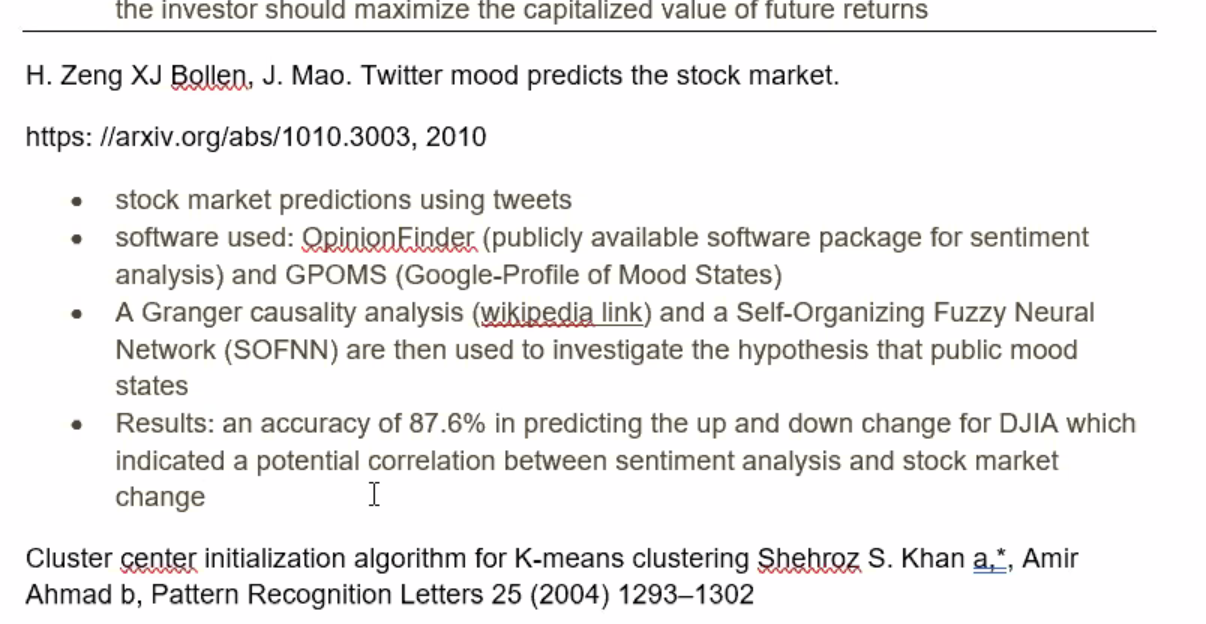 the investor should maximize the capitalized value of future returns
H. Zeng XJ Bollen, J. Mao. Twitter mood predicts the stock market.
https: //arxiv.org/abs/1010.3003, 2010
• stock market predictions using tweets
• software used: OpinionFinder (publicly available software package for sentiment
analysis) and GPOMS (Google-Profile of Mood States)
• A Granger causality analysis (wikipedia link) and a Self-Organizing Fuzzy Neural
Network (SOFNN) are then used to investigate the hypothesis that public mood
states
• Results: an accuracy of 87.6% in predicting the up and down change for DJIA which
indicated a potential correlation between sentiment analysis and stock market
change
Cluster center initialization algorithm for K-means clustering Shehroz S. Khan a,*, Amir
Ahmad b, Pattern Recognition Letters 25 (2004) 1293–1302